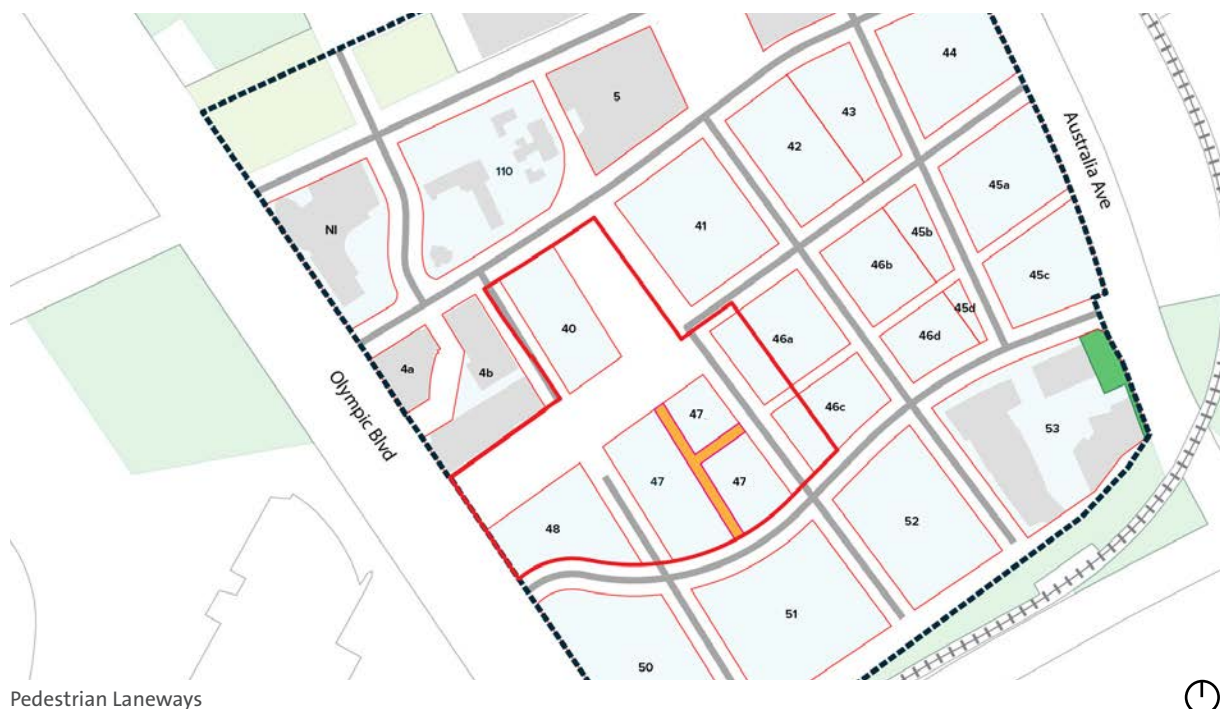 44
5
43
42
110
45a
Australia Ave
NI
41
45b
46b
45c
45d
40
46a
46d
4a
4b
46c
47
53
Olympic Blvd
47
47
52
48
51
50
Pedestrian Laneways